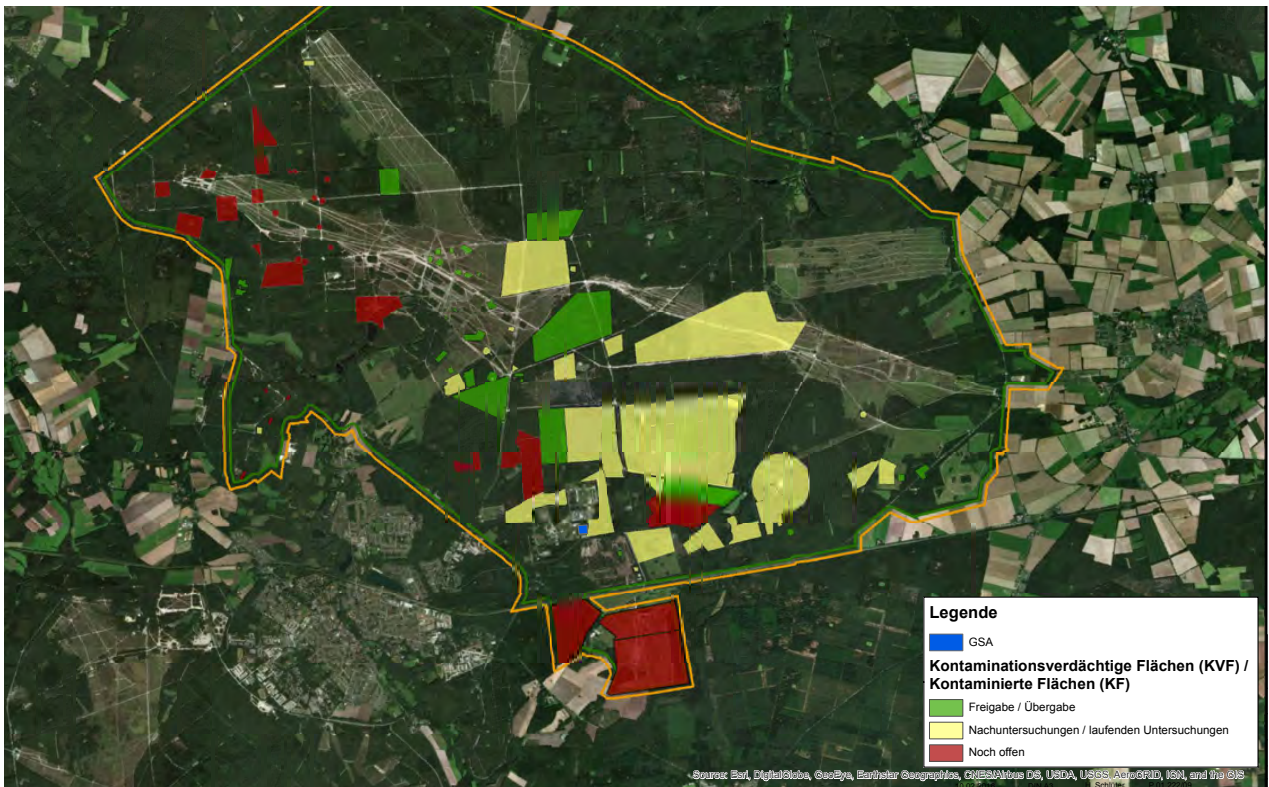 Legende
GSA
Kontaminationsverdächtige Flächen (KVF) /
Kontaminierte Flächen (KF)
Freigabe / Übergabe
Nachuntersuchungen / laufenden Untersuchungen
Noch offen
Source: Esri, DigitalGlobe, GeoEye, Earthstar Geographics, CNES/Airbus DS, USDA, USGS, AeroGRID, IGN, and the GIS